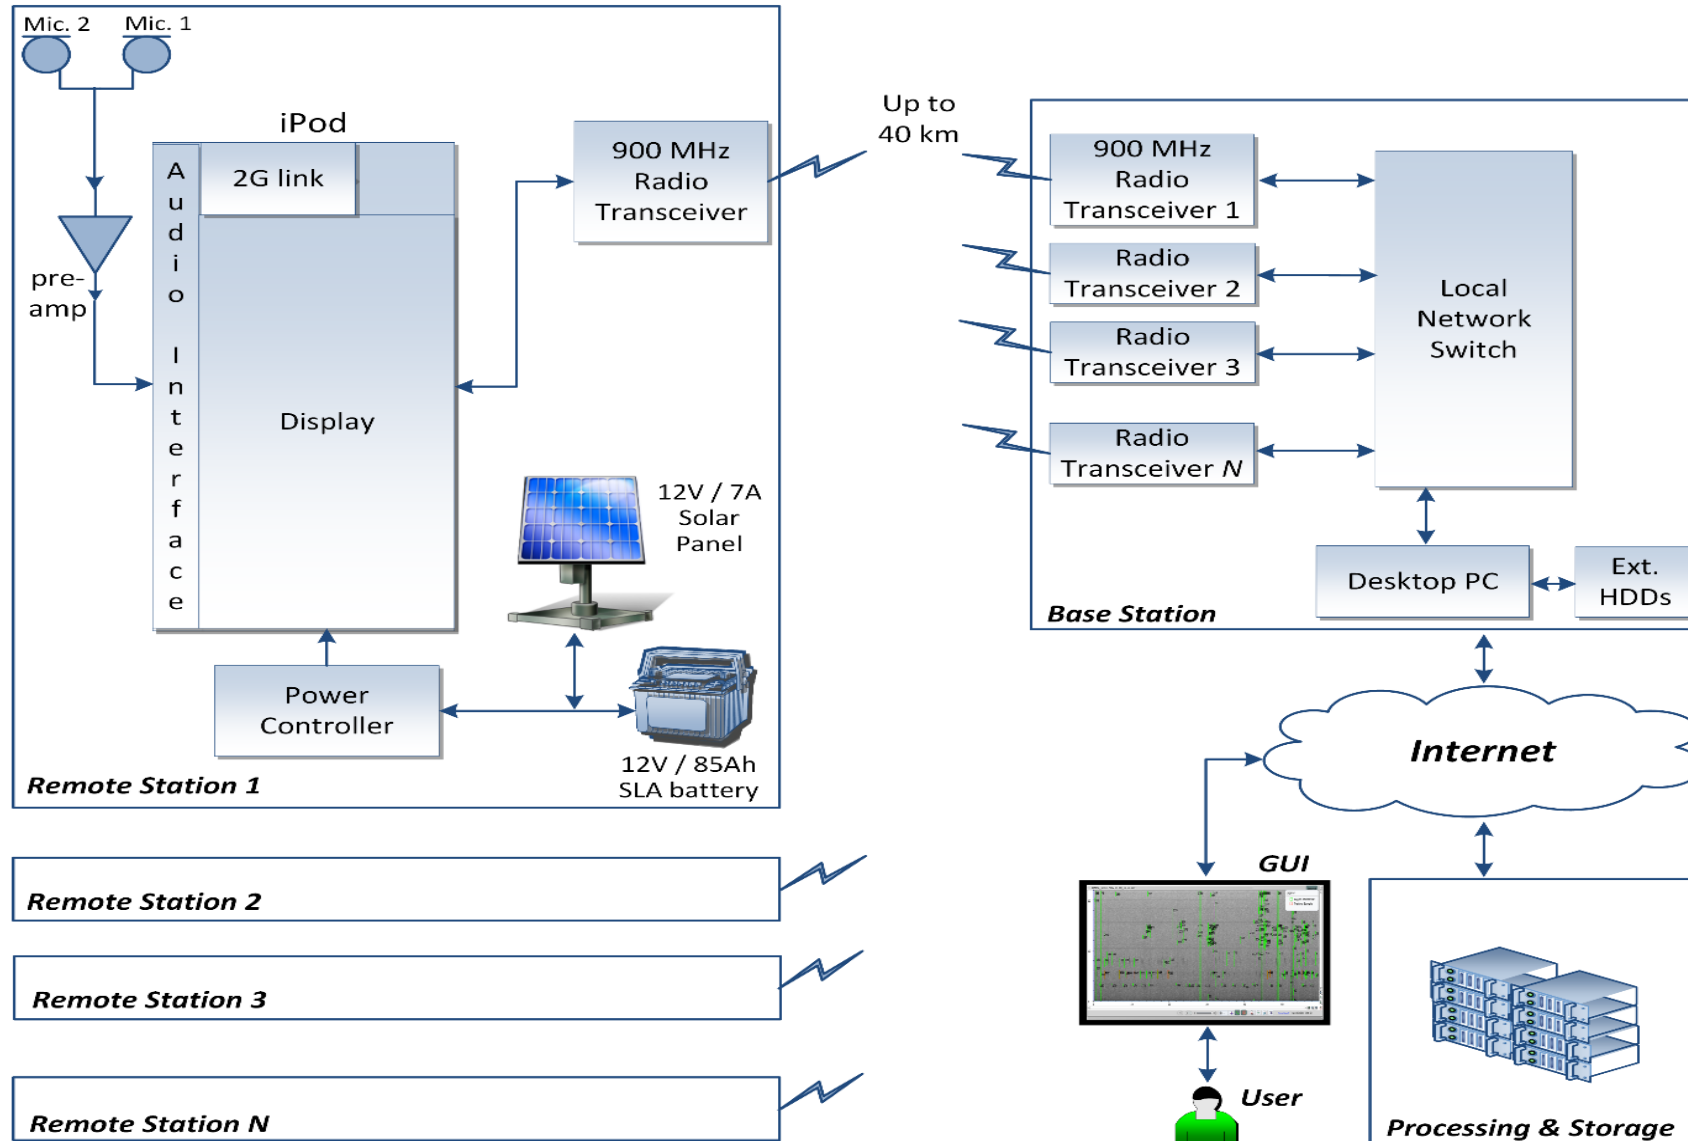 Mic. 2
Mic. 1
iPod
Audio Interface
2G link
Display
pre-
amp
900 MHz
Radio
Transceiver
12V / 7A
Solar
Panel
Power
Controller
12V / 85Ah
SLA battery
Remote Station 1
Up to
40 km
900 MHz
Radio
Transceiver 1
Radio
Transceiver 2
Radio
Transceiver 3
Radio
Transceiver N
Local
Network
Switch
Desktop PC
Ext.
HDDs
Base Station
Internet
GUI
User
Processing & Storage
Remote Station 2
Remote Station 3
Remote Station N